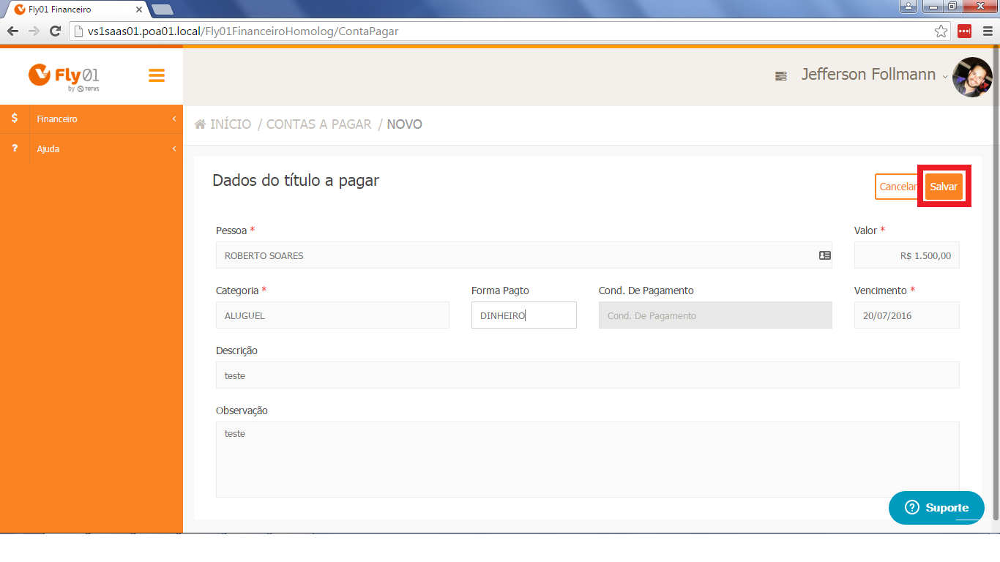 Fly01 Financeiro
vs1saas01.poa01.local/Fly01FinanceiroHomolog/ContaPagar
Fly01
by TOTVS
Jefferson Follmann
$ Financeiro
? Ajuda
INÍCIO / CONTAS A PAGAR / NOVO
Dados do título a pagar
Cancelar Salvar
Pessoa * Valor *
ROBERTO SOARES R$ 1.500,00
Categoria * Forma Pagto Cond. De Pagamento Vencimento *
ALUGUEL DINHEIRO Cond. De Pagamento 20/07/2016
Descrição
teste
Observação
teste
? Suporte